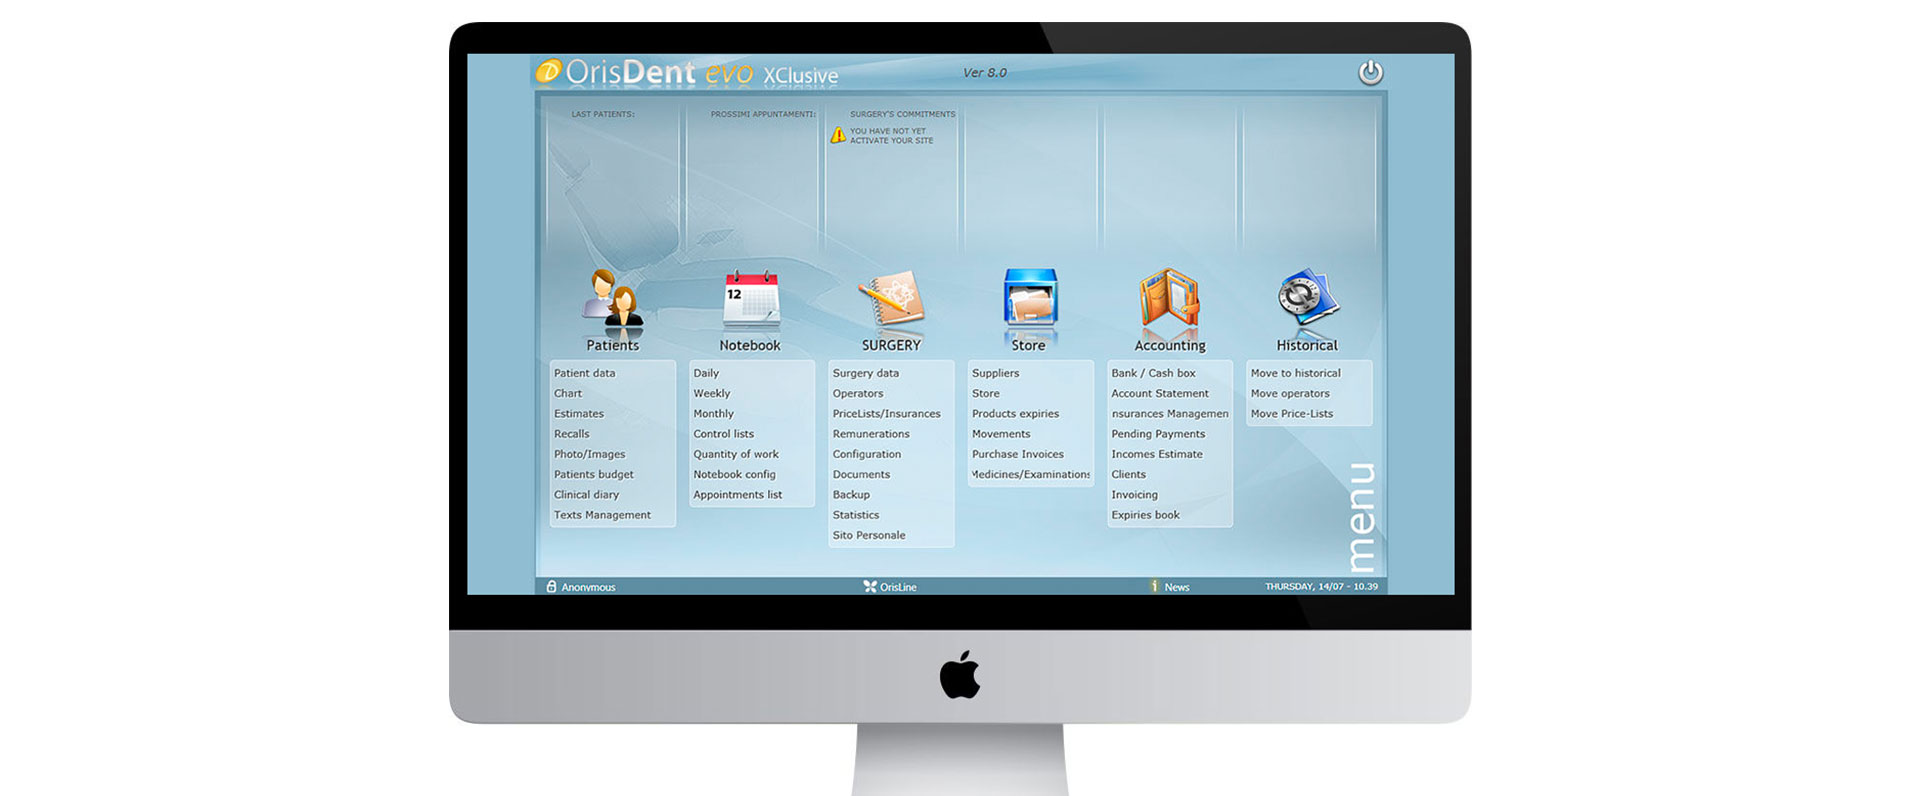 OrisDent evo XClusive
Ver 8.0
LAST PATIENTS:
PROSSIMI APPUNTAMENTI:
SURGERY'S COMMITMENTS
YOU HAVE NOT YET
ACTIVATE YOUR SITE
12
Patients
Notebook
SURGERY
Store
Accounting
Historical
Patient data
Chart
Estimates
Recalls
Photo/Images
Patients budget
Clinical diary
Texts Management
Daily
Weekly
Monthly
Control lists
Quantity of work
Notebook config
Appointments list
Surgery data
Operators
PriceLists/Insurances
Remunerations
Configuration
Documents
Backup
Statistics
Sito Personale
Suppliers
Store
Products expiries
Movements
Purchase Invoices
Medicines/Examinations
Bank / Cash box
Account Statement
nsurances Managemen
Pending Payments
Incomes Estimate
Clients
Invoicing
Expiries book
Move to historical
Move operators
Move Price-Lists
menu
Anonymous
OrisLine
News
THURSDAY, 14/07 - 10.39